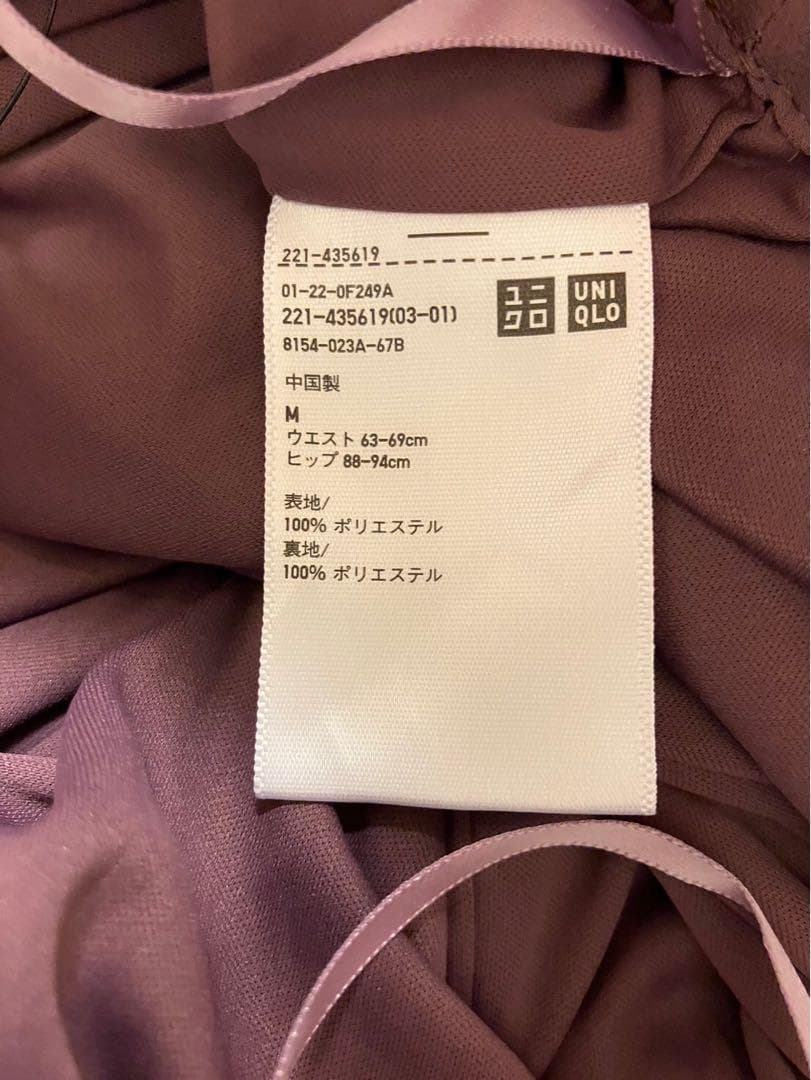 221-435619
01-22-0F249A
221-435619(03-01)
8154-023A-67B
ユニ
クロ
UNI
QLO
中国製
M
ウエスト 63-69cm
ヒップ 88-94cm
表地/
100% ポリエステル
裏地/
100% ポリエステル